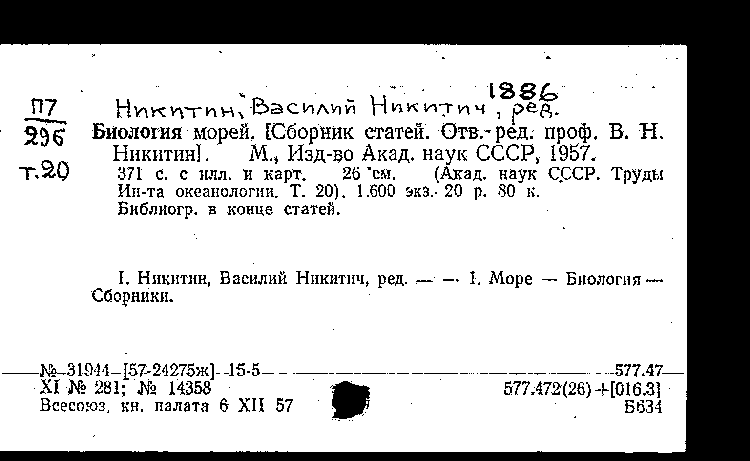 1886
П7 Никитин, Василий Никитич, ред.
296 Биология морей. [Сборник статей. Отв. ред. проф. В. Н.
Никитин]. М., Изд-во Акад. наук СССР, 1957.
т.20 371 с. с илл. и карт. 26 см. (Акад. наук СССР. Труды
Ин-та океанологии. Т. 20). 1.600 экз. 20 р. 80 к.
Библиогр. в конце статей.
I. Никитин, Василий Никитич, ред. — — 1. Море — Биология —
Сборники.
№ 31944 [57-24275ж] 15-5 577.47
XI № 281; № 14358 577.472(26)+[016.3]
Всесоюз. кн. палата 6 XII 57 Б634